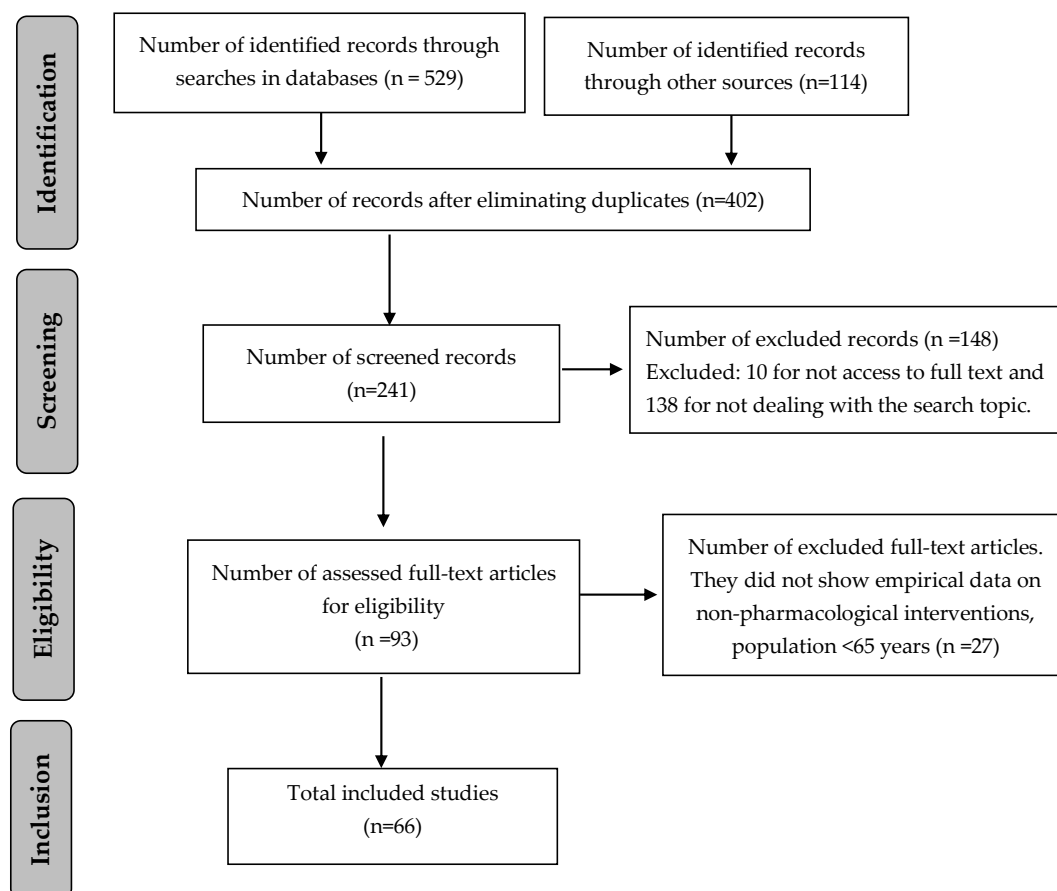 Identification
Number of identified records through
searches in databases (n = 529)
Number of identified records
through other sources (n=114)
Number of records after eliminating duplicates (n=402)
Screening
Number of screened records
(n=241)
Number of excluded records (n =148)
Excluded: 10 for not access to full text and
138 for not dealing with the search topic.
Eligibility
Number of assessed full-text articles
for eligibility
(n =93)
Number of excluded full-text articles.
They did not show empirical data on
non-pharmacological interventions,
population <65 years (n =27)
Inclusion
Total included studies
(n=66)